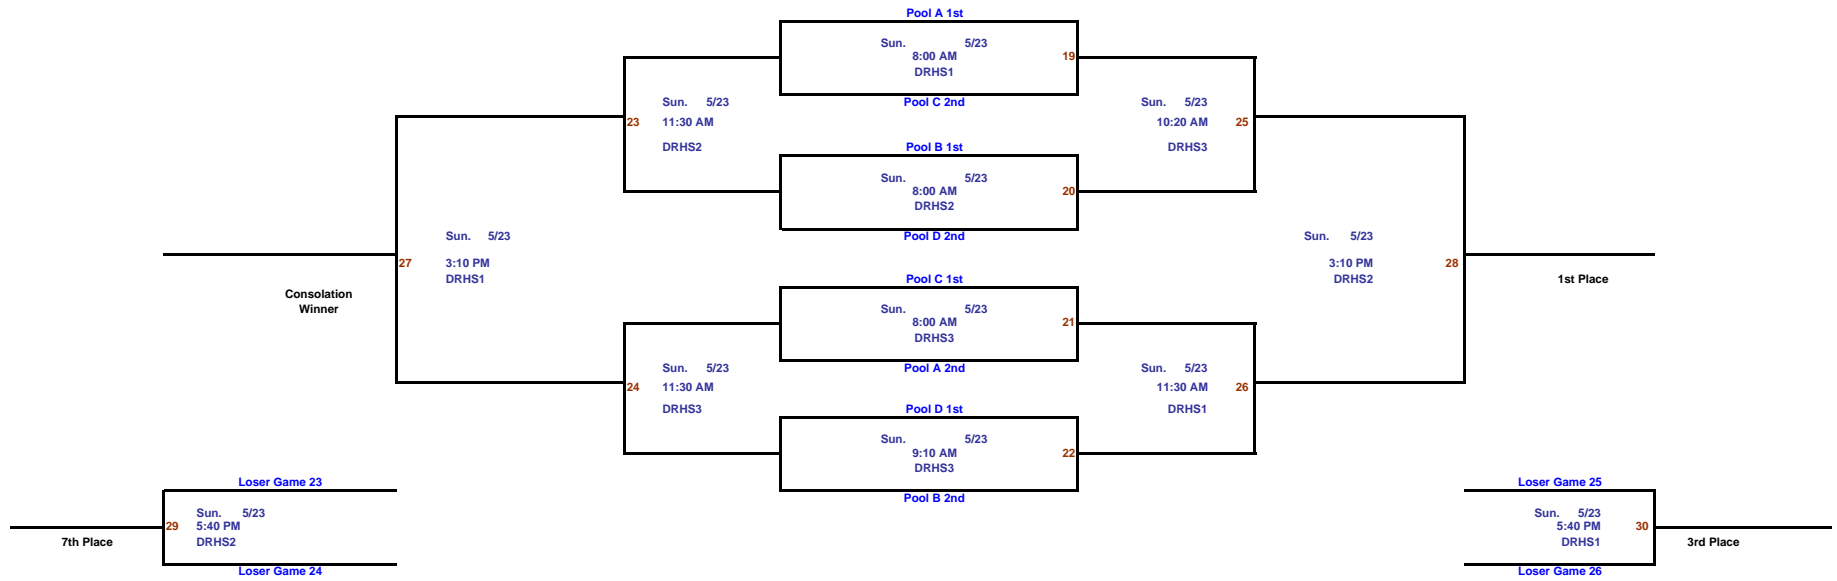 Pool A 1st
Sun. 5/23
8:00 AM 19
DRHS1
Pool C 2nd
Sun. 5/23
23 11:30 AM
DRHS2
Sun. 5/23
10:20 AM 25
DRHS3
Pool B 1st
Sun. 5/23
8:00 AM 20
DRHS2
Pool D 2nd
Sun. 5/23
27 3:10 PM
DRHS1
Consolation
Winner
Sun. 5/23
3:10 PM 28
DRHS2
1st Place
Pool C 1st
Sun. 5/23
8:00 AM 21
DRHS3
Pool A 2nd
Sun. 5/23
24 11:30 AM
DRHS3
Sun. 5/23
11:30 AM 26
DRHS1
Pool D 1st
Sun. 5/23
9:10 AM 22
DRHS3
Pool B 2nd
Loser Game 23
Sun. 5/23
29 5:40 PM
DRHS2
7th Place
Loser Game 24
Loser Game 25
Sun. 5/23
5:40 PM 30
DRHS1
3rd Place
Loser Game 26